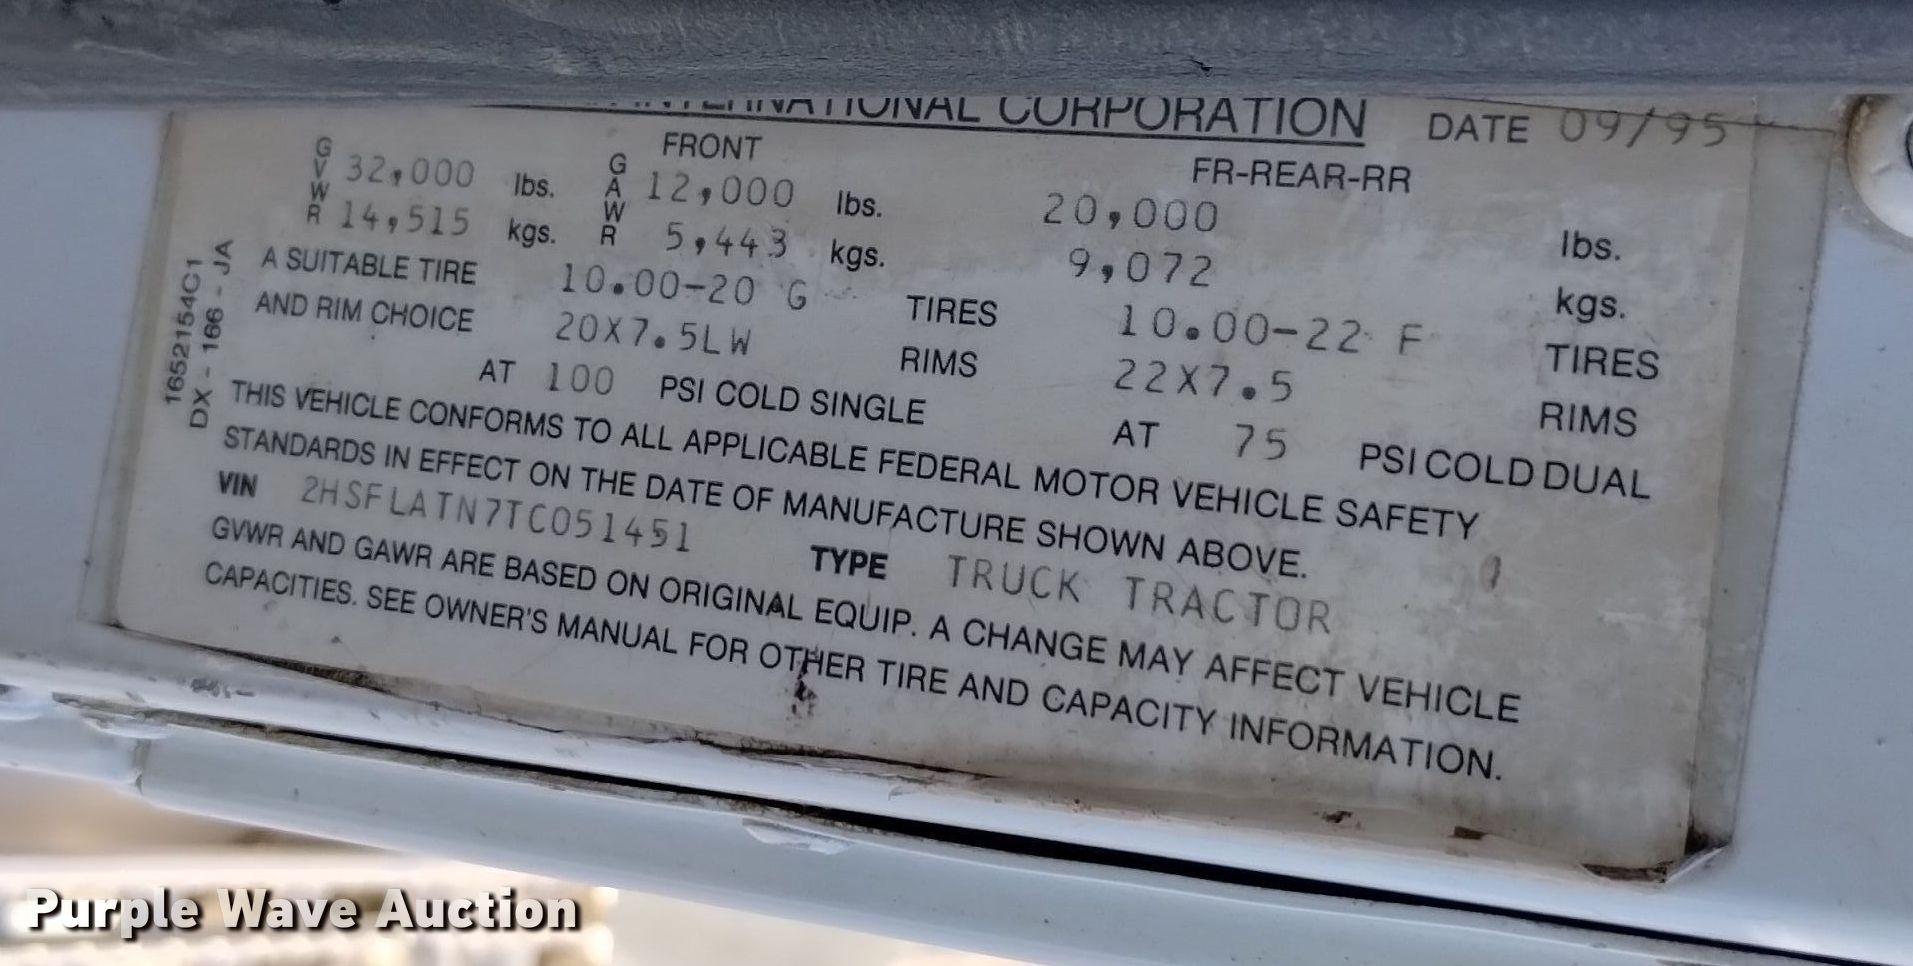 INTERNATIONAL CORPORATION DATE 09/95
FRONT FR-REAR-RR
GVWR 32,000 lbs. GAWR 12,000 lbs. 20,000 lbs.
14,515 kgs. 5,443 kgs. 9,072 kgs.
A SUITABLE TIRE 10.00-20 G TIRES 10.00-22 F TIRES
AND RIM CHOICE 20X7.5LW RIMS 22X7.5 RIMS
AT 100 PSI COLD SINGLE AT 75 PSI COLD DUAL
THIS VEHICLE CONFORMS TO ALL APPLICABLE FEDERAL MOTOR VEHICLE SAFETY
STANDARDS IN EFFECT ON THE DATE OF MANUFACTURE SHOWN ABOVE.
VIN 2HSFLATN7TC051451 TYPE TRUCK TRACTOR
GVWR AND GAWR ARE BASED ON ORIGINAL EQUIP. A CHANGE MAY AFFECT VEHICLE
CAPACITIES. SEE OWNER'S MANUAL FOR OTHER TIRE AND CAPACITY INFORMATION.
1652154C1
DX - 166 - JA
Purple Wave Auction